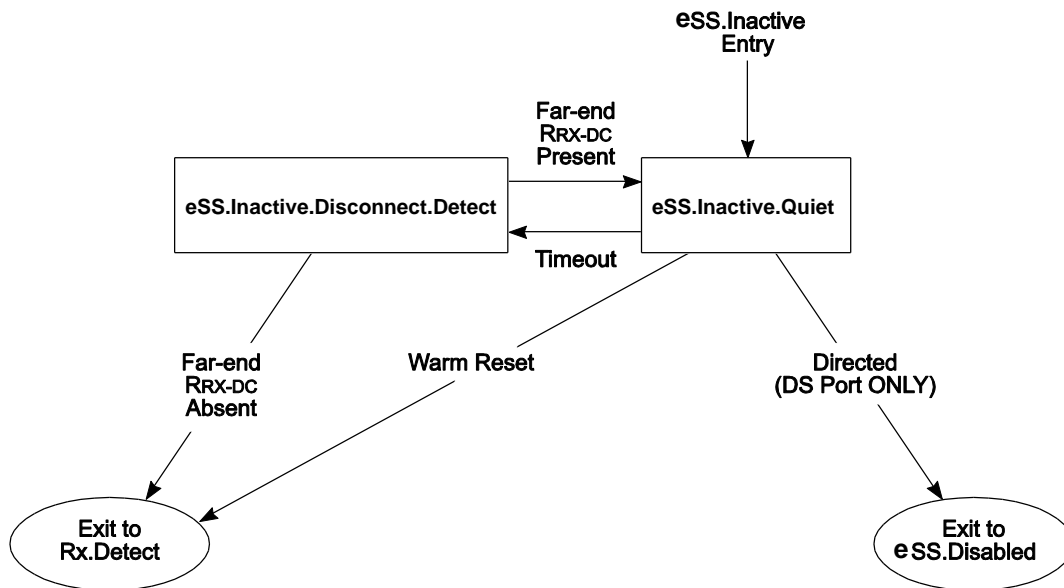 eSS.Inactive
Entry
Far-end
RRX-DC
Present
eSS.Inactive.Disconnect.Detect
eSS.Inactive.Quiet
Timeout
Far-end
RRX-DC
Absent
Warm Reset
Directed
(DS Port ONLY)
Exit to
Rx.Detect
Exit to
eSS.Disabled